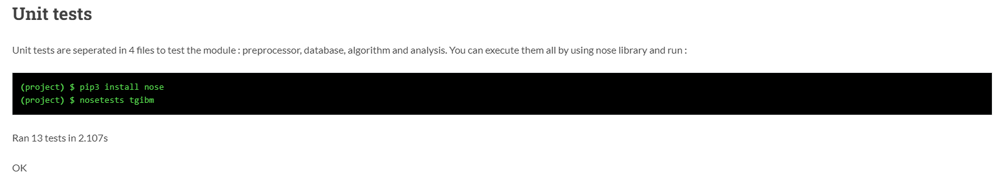 Unit tests
Unit tests are seperated in 4 files to test the module : preprocessor, database, algorithm and analysis. You can execute them all by using nose library and run :
(project) $ pip3 install nose
(project) $ nosetests tgibm
Ran 13 tests in 2.107s
OK